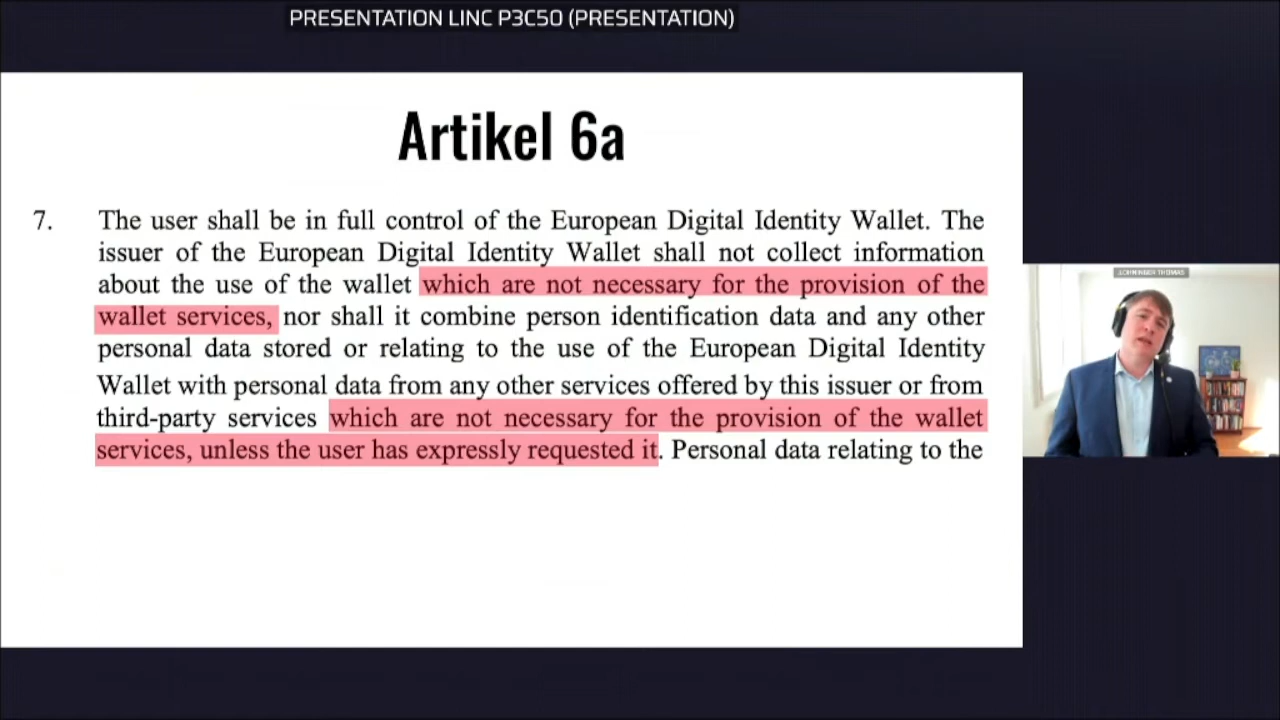 PRESENTATION LINC P3C50 (PRESENTATION)
Artikel 6a
7. The user shall be in full control of the European Digital Identity Wallet. The
issuer of the European Digital Identity Wallet shall not collect information
about the use of the wallet which are not necessary for the provision of the
wallet services, nor shall it combine person identification data and any other
personal data stored or relating to the use of the European Digital Identity
Wallet with personal data from any other services offered by this issuer or from
third-party services which are not necessary for the provision of the wallet
services, unless the user has expressly requested it. Personal data relating to the
LOHNINGER THOMAS